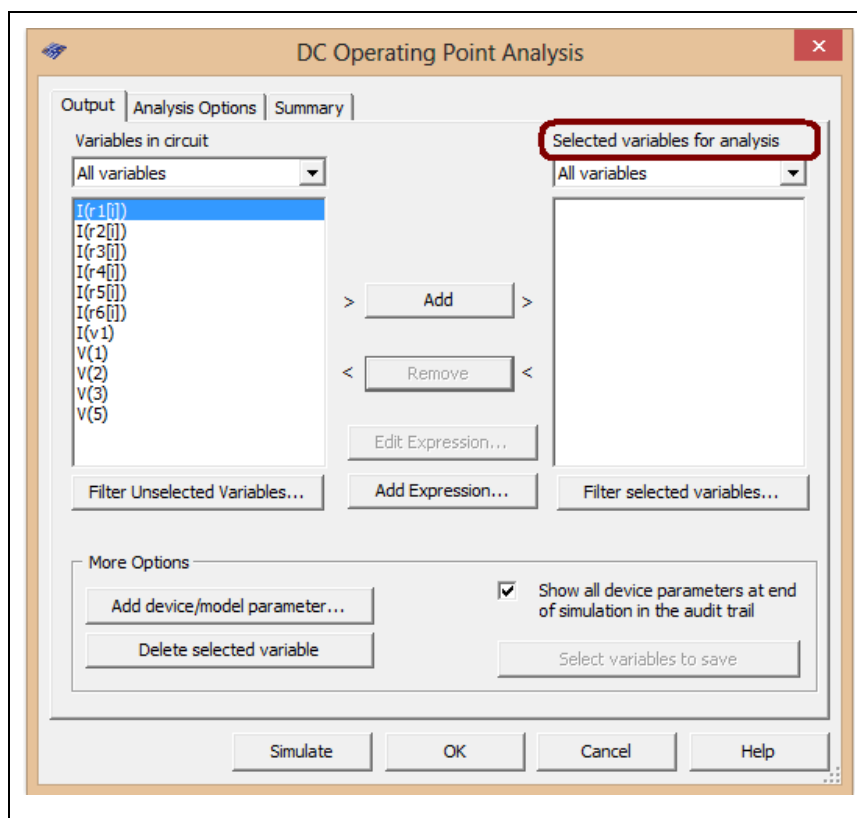 DC Operating Point Analysis
×
Output
Analysis Options
Summary
Variables in circuit
All variables
I(r1[i])
I(r2[i])
I(r3[i])
I(r4[i])
I(r5[i])
I(r6[i])
I(v1)
V(1)
V(2)
V(3)
V(5)
Filter Unselected Variables...
> Add >
< Remove <
Edit Expression...
Add Expression...
Selected variables for analysis
All variables
Filter selected variables...
More Options
Add device/model parameter...
Delete selected variable
Show all device parameters at end
of simulation in the audit trail
Select variables to save
Simulate
OK
Cancel
Help